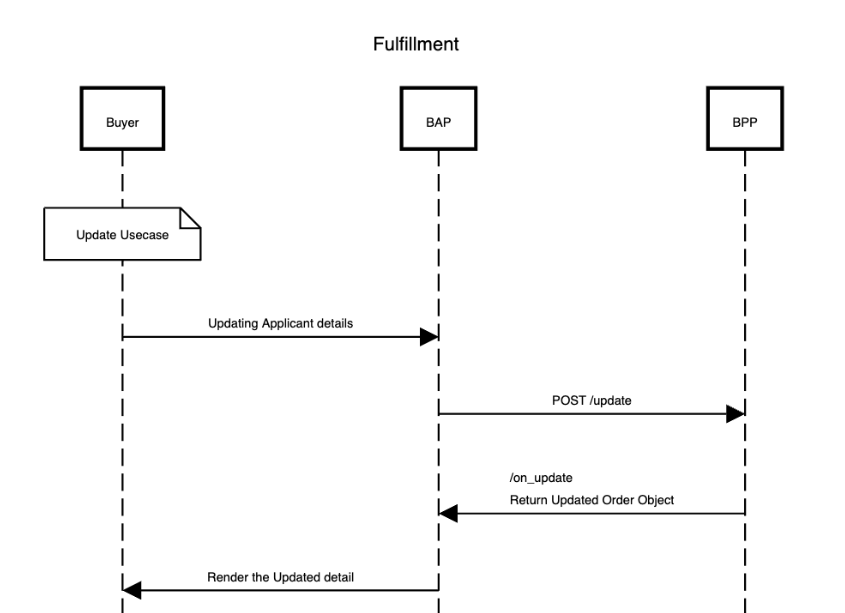 Fulfillment
Buyer
BAP
BPP
Update Usecase
Updating Applicant details
POST /update
/on_update
Return Updated Order Object
Render the Updated detail